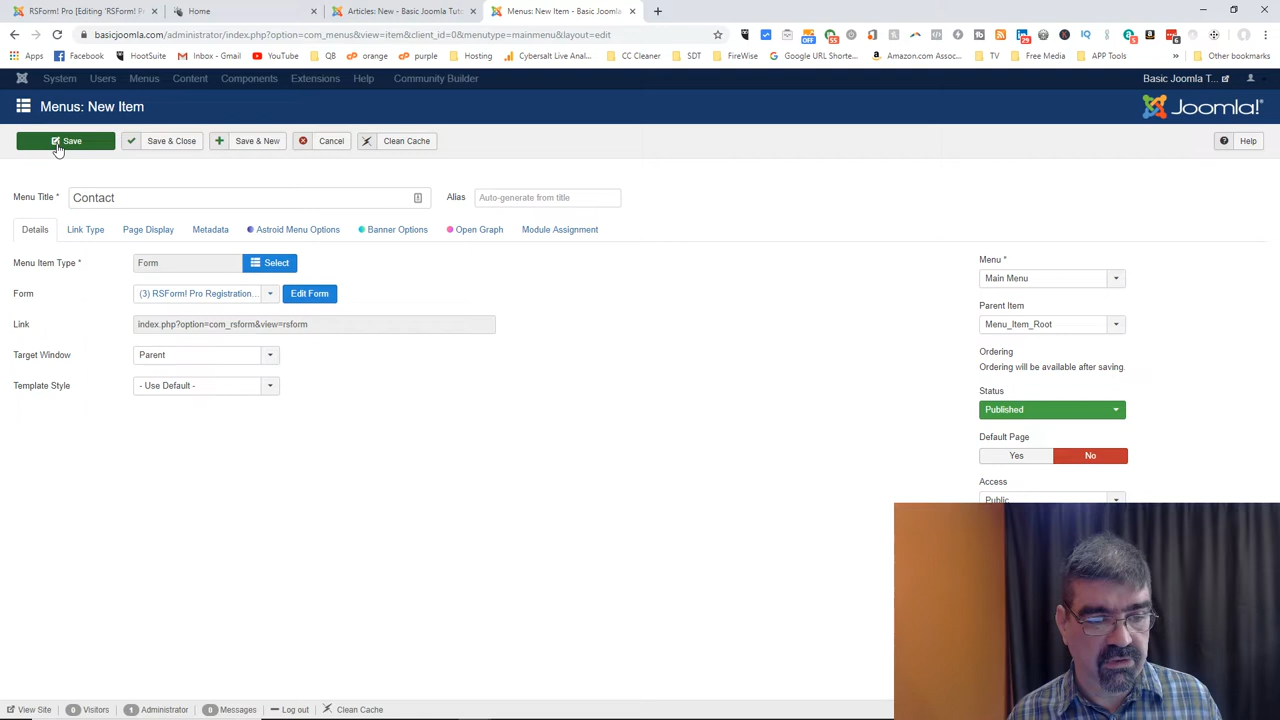 RSForm! Pro [Editing 'RSForm! P
Home
Articles: New - Basic Joomla Tuto
Menus: New Item - Basic Joomla
basicjoomla.com/administrator/index.php?option=com_menus&view=item&client_id=0&menutype=mainmenu&layout=edit
Apps Facebook HootSuite Inbox - Gmail YouTube QB orange purple Hosting Cybersalt Live Anal... CC Cleaner SDT FireWise Google URL Shorte... Amazon.com Assoc... TV Free Media APP Tools Other bookmarks
System Users Menus Content Components Extensions Help Community Builder Basic Joomla T...
Menus: New Item Joomla!
Save Save & Close Save & New Cancel Clean Cache Help
Menu Title * Contact Alias Auto-generate from title
Details Link Type Page Display Metadata Astroid Menu Options Banner Options Open Graph Module Assignment
Menu Item Type * Form Select
Form (3) RSForm! Pro Registration... Edit Form
Link index.php?option=com_rsform&view=rsform
Target Window Parent
Template Style - Use Default -
Menu *
Main Menu
Parent Item
Menu_Item_Root
Ordering
Ordering will be available after saving.
Status
Published
Default Page
Yes No
Access
Public
View Site 0 Visitors 1 Administrator 0 Messages Log out Clean Cache